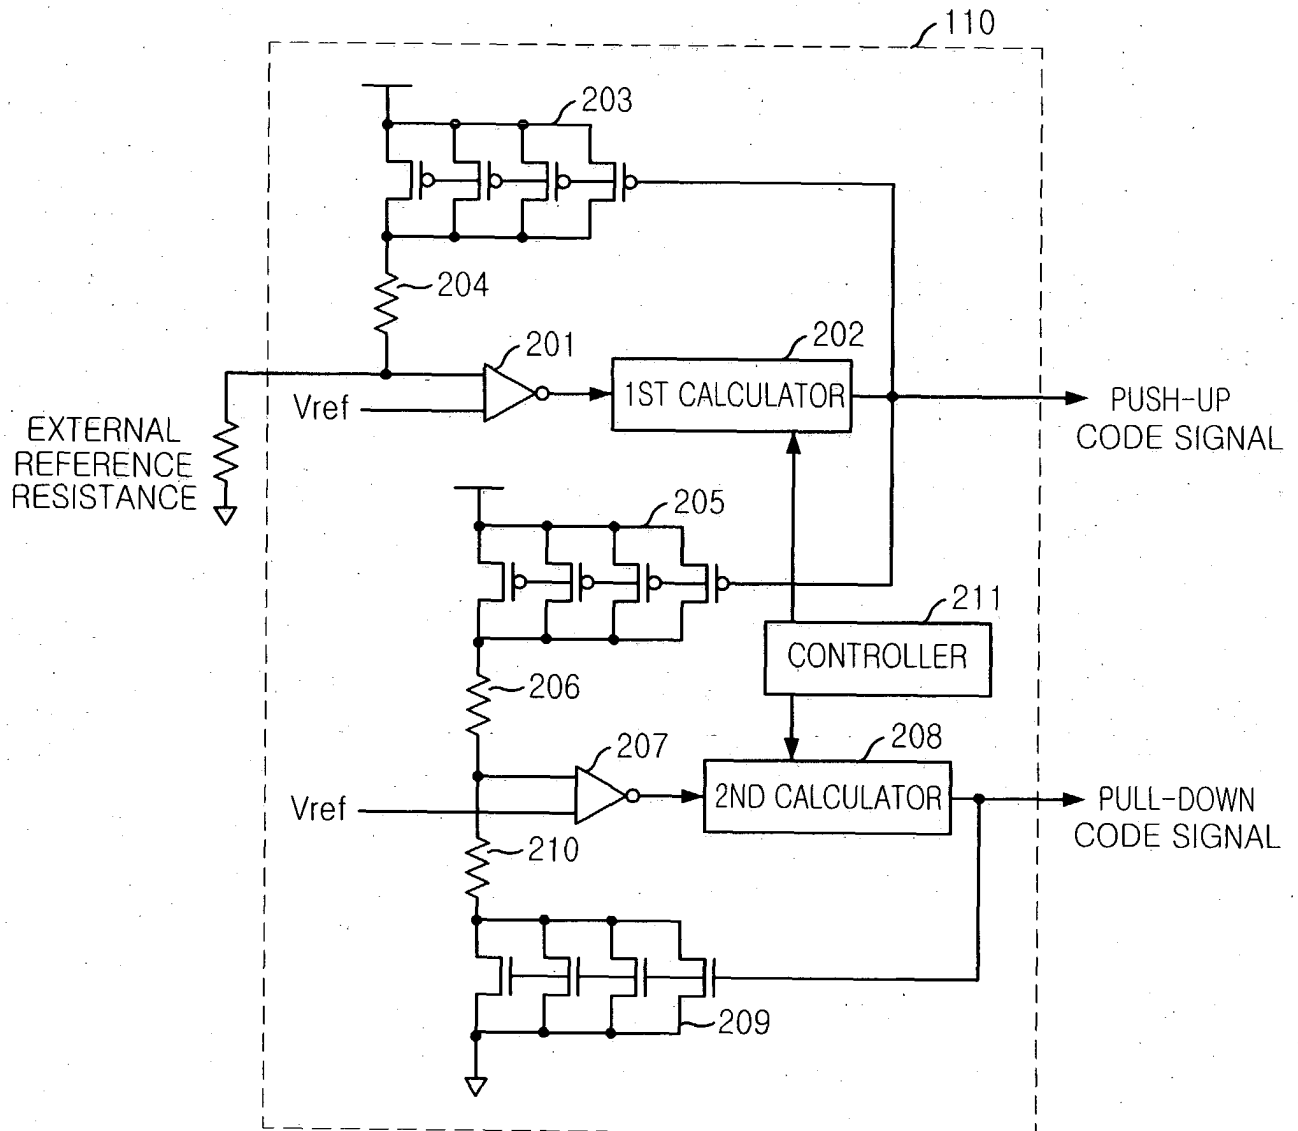 110
203
204
201
202
1ST CALCULATOR
Vref
PUSH-UP
CODE SIGNAL
EXTERNAL
REFERENCE
RESISTANCE
205
211
CONTROLLER
206
207
208
2ND CALCULATOR
Vref
PULL-DOWN
CODE SIGNAL
210
209